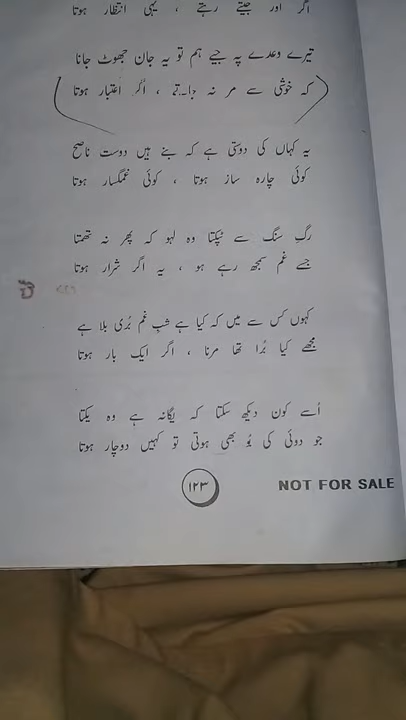 اگر اور جیتے رہتے ، یہی انتظار ہوتا
تیرے وعدے پہ جیے ہم تو یہ جان جھوٹ جانا
کہ خوشی سے مر نہ جاتے ، اگر اعتبار ہوتا
یہ کہاں کی دوستی ہے کہ بنے ہیں دوست ناصح
کوئی چارہ ساز ہوتا ، کوئی غمگسار ہوتا
رگِ سنگ سے ٹپکتا وہ لہو کہ پھر نہ تھمتا
جسے غم سمجھ رہے ہو ، یہ اگر شرار ہوتا
کہوں کس سے میں کہ کیا ہے شبِ غم بُری بلا ہے
مجھے کیا بُرا تھا مرنا ، اگر ایک بار ہوتا
اُسے کون دیکھ سکتا کہ یگانہ ہے وہ یکتا
جو دوئی کی بُو بھی ہوتی تو کہیں دوچار ہوتا
۱۲۳
NOT FOR SALE